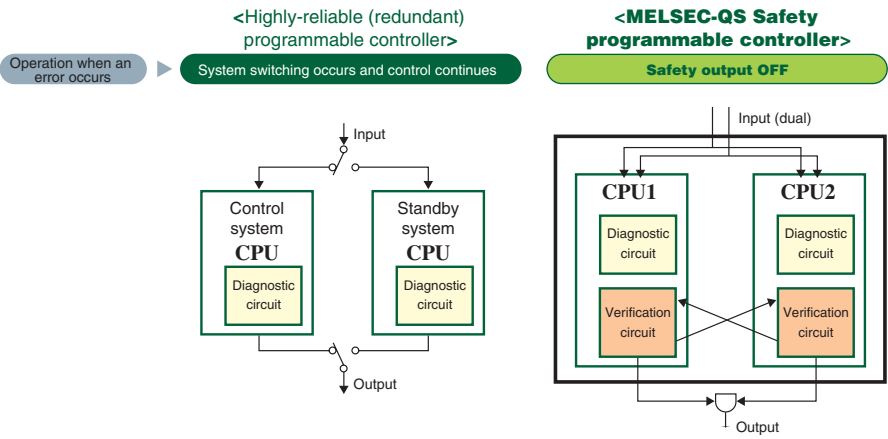 <Highly-reliable (redundant)
programmable controller>
<MELSEC-QS Safety
programmable controller>
Operation when an
error occurs
System switching occurs and control continues
Safety output OFF
Input
Control
system
CPU
Diagnostic
circuit
Standby
system
CPU
Diagnostic
circuit
Output
Input (dual)
CPU1
Diagnostic
circuit
Verification
circuit
CPU2
Diagnostic
circuit
Verification
circuit
Output